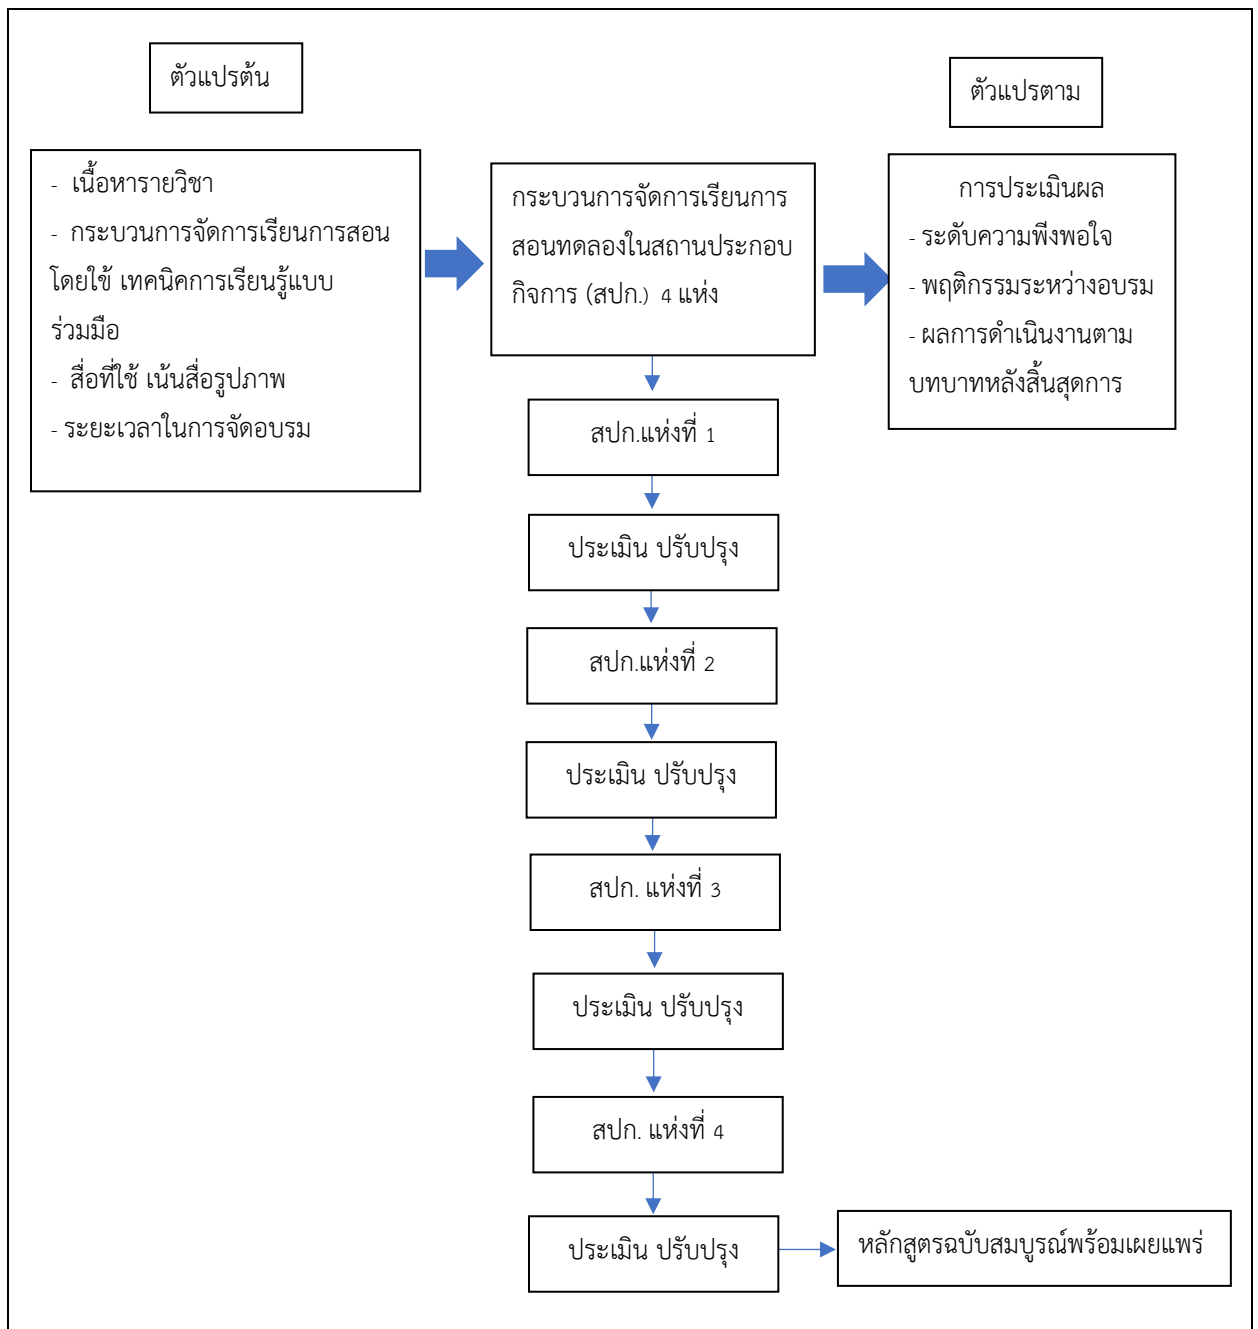 ตัวแปรต้น
ตัวแปรตาม
- เนื้อหารายวิชา
- กระบวนการจัดการเรียนการสอน
โดยใช้ เทคนิคการเรียนรู้แบบ
ร่วมมือ
- สื่อที่ใช้ เน้นสื่อรูปภาพ
- ระยะเวลาในการจัดอบรม
กระบวนการจัดการเรียนการ
สอนทดลองในสถานประกอบ
กิจการ (สปก.) 4 แห่ง
การประเมินผล
- ระดับความพึงพอใจ
- พฤติกรรมระหว่างอบรม
- ผลการดำเนินงานตาม
บทบาทหลังสิ้นสุดการ
สปก.แห่งที่ 1
ประเมิน ปรับปรุง
สปก.แห่งที่ 2
ประเมิน ปรับปรุง
สปก. แห่งที่ 3
ประเมิน ปรับปรุง
สปก. แห่งที่ 4
ประเมิน ปรับปรุง
หลักสูตรฉบับสมบูรณ์พร้อมเผยแพร่